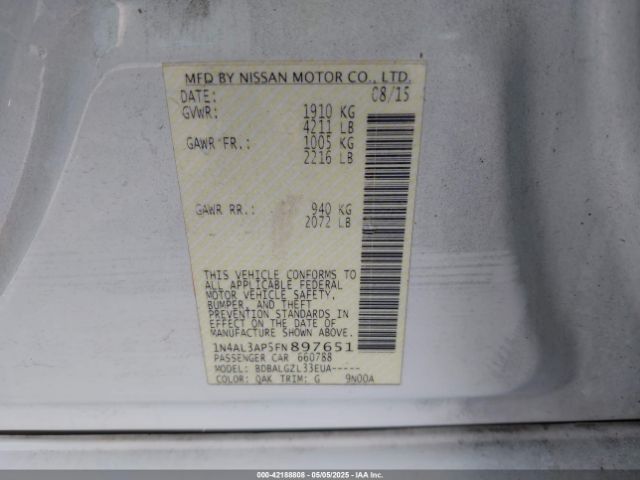 MFD BY NISSAN MOTOR CO., LTD.
DATE: 08/15
GVWR: 1910 KG
4211 LB
GAWR FR.: 1005 KG
2216 LB
GAWR RR.: 940 KG
2072 LB
THIS VEHICLE CONFORMS TO
ALL APPLICABLE FEDERAL
MOTOR VEHICLE SAFETY,
BUMPER, AND THEFT
PREVENTION STANDARDS IN
EFFECT ON THE DATE OF
MANUFACTURE SHOWN ABOVE.
1N4AL3AP5FN897651
PASSENGER CAR 660788
MODEL: BDBALGZL33EUA-----
COLOR: QAK TRIM: G 9N00A
000-42188808 - 05/05/2025 - IAA Inc.